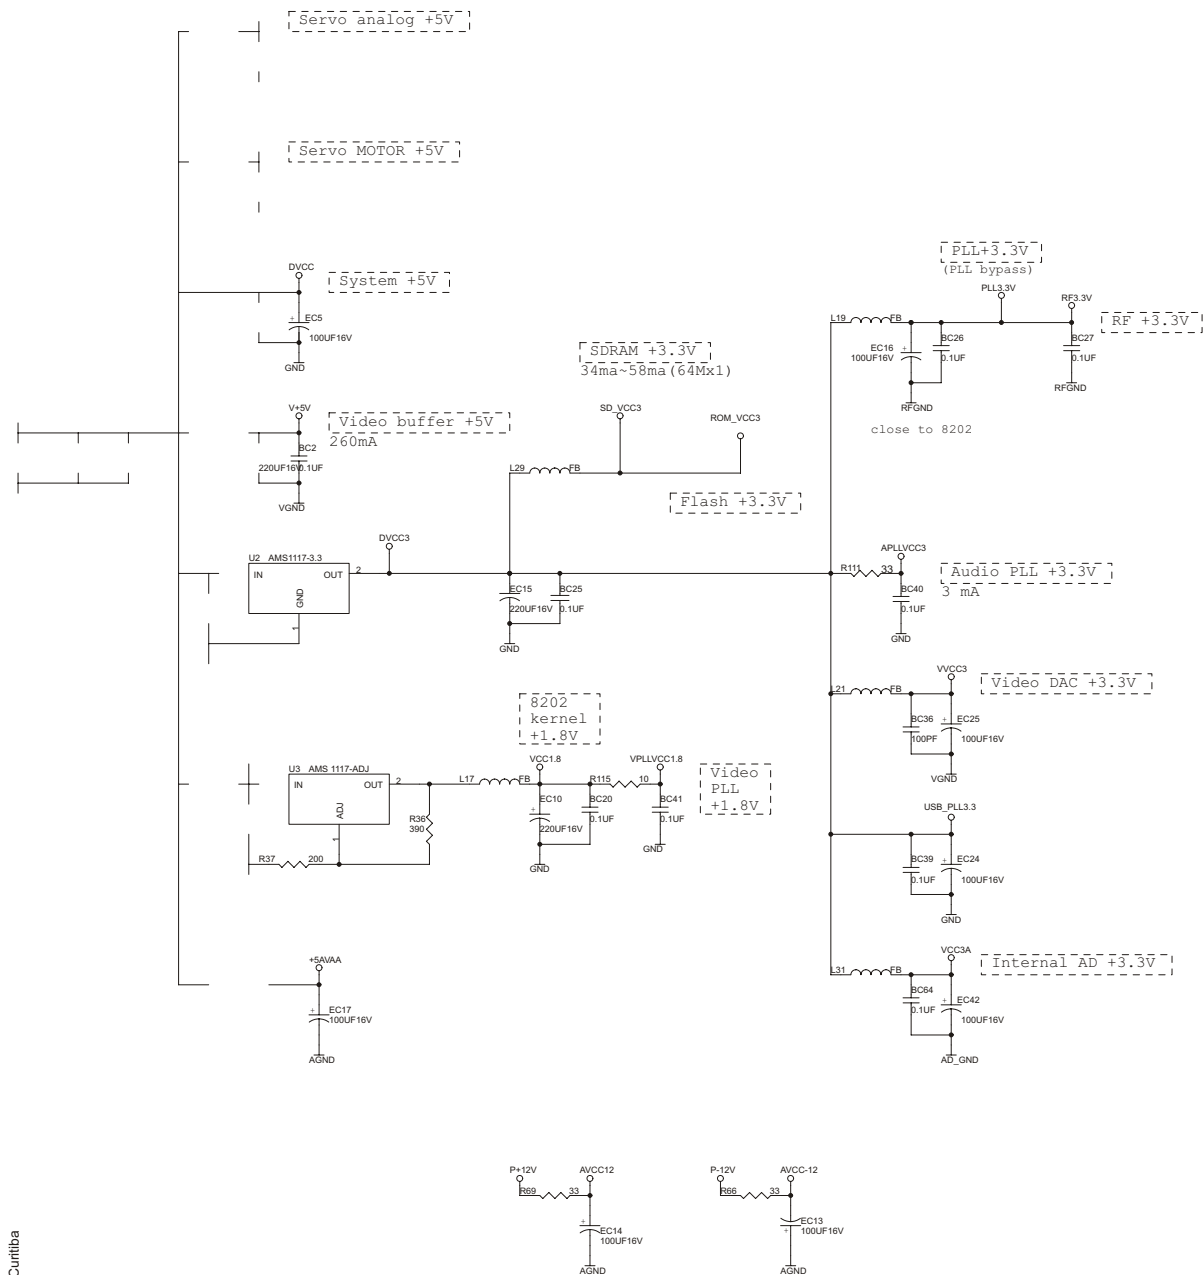 Servo analog +5V
Servo MOTOR +5V
DVCC
System +5V
+ EC5
100UF16V
GND
V+5V
Video buffer +5V
260mA
BC2
220UF16V
0.1UF
VGND
SDRAM +3.3V
34ma~58ma(64Mx1)
SD_VCC3
ROM_VCC3
L29 FB
Flash +3.3V
PLL+3.3V
(PLL bypass)
PLL3.3V
RF3.3V
RF +3.3V
L19 FB
EC16
100UF16V
+
BC26
0.1UF
BC27
0.1UF
RFGND
RFGND
close to 8202
DVCC3
U2 AMS1117-3.3
IN OUT 2
GND
1
+ EC15
220UF16V
BC25
0.1UF
GND
APLLVCC3
R111 33
Audio PLL +3.3V
3 mA
BC40
0.1UF
GND
VVCC3
Video DAC +3.3V
L21 FB
BC36
100PF
+ EC25
100UF16V
VGND
8202
kernel
+1.8V
VCC1.8
VPLLVCC1.8
Video
PLL
+1.8V
U3 AMS 1117-ADJ
IN OUT 2
ADJ
1
L17 FB
R115 10
R36
390
R37 200
+ EC10
220UF16V
BC20
0.1UF
BC41
0.1UF
GND
GND
USB_PLL3.3
BC39
0.1UF
+ EC24
100UF16V
GND
VCC3A
Internal AD +3.3V
L31 FB
BC64
0.1UF
+ EC42
100UF16V
AD_GND
+5AVAA
+ EC17
100UF16V
AGND
P+12V AVCC12
R69 33
+ EC14
100UF16V
AGND
P-12V AVCC-12
R66 33
EC13
+ 100UF16V
AGND
Curitiba